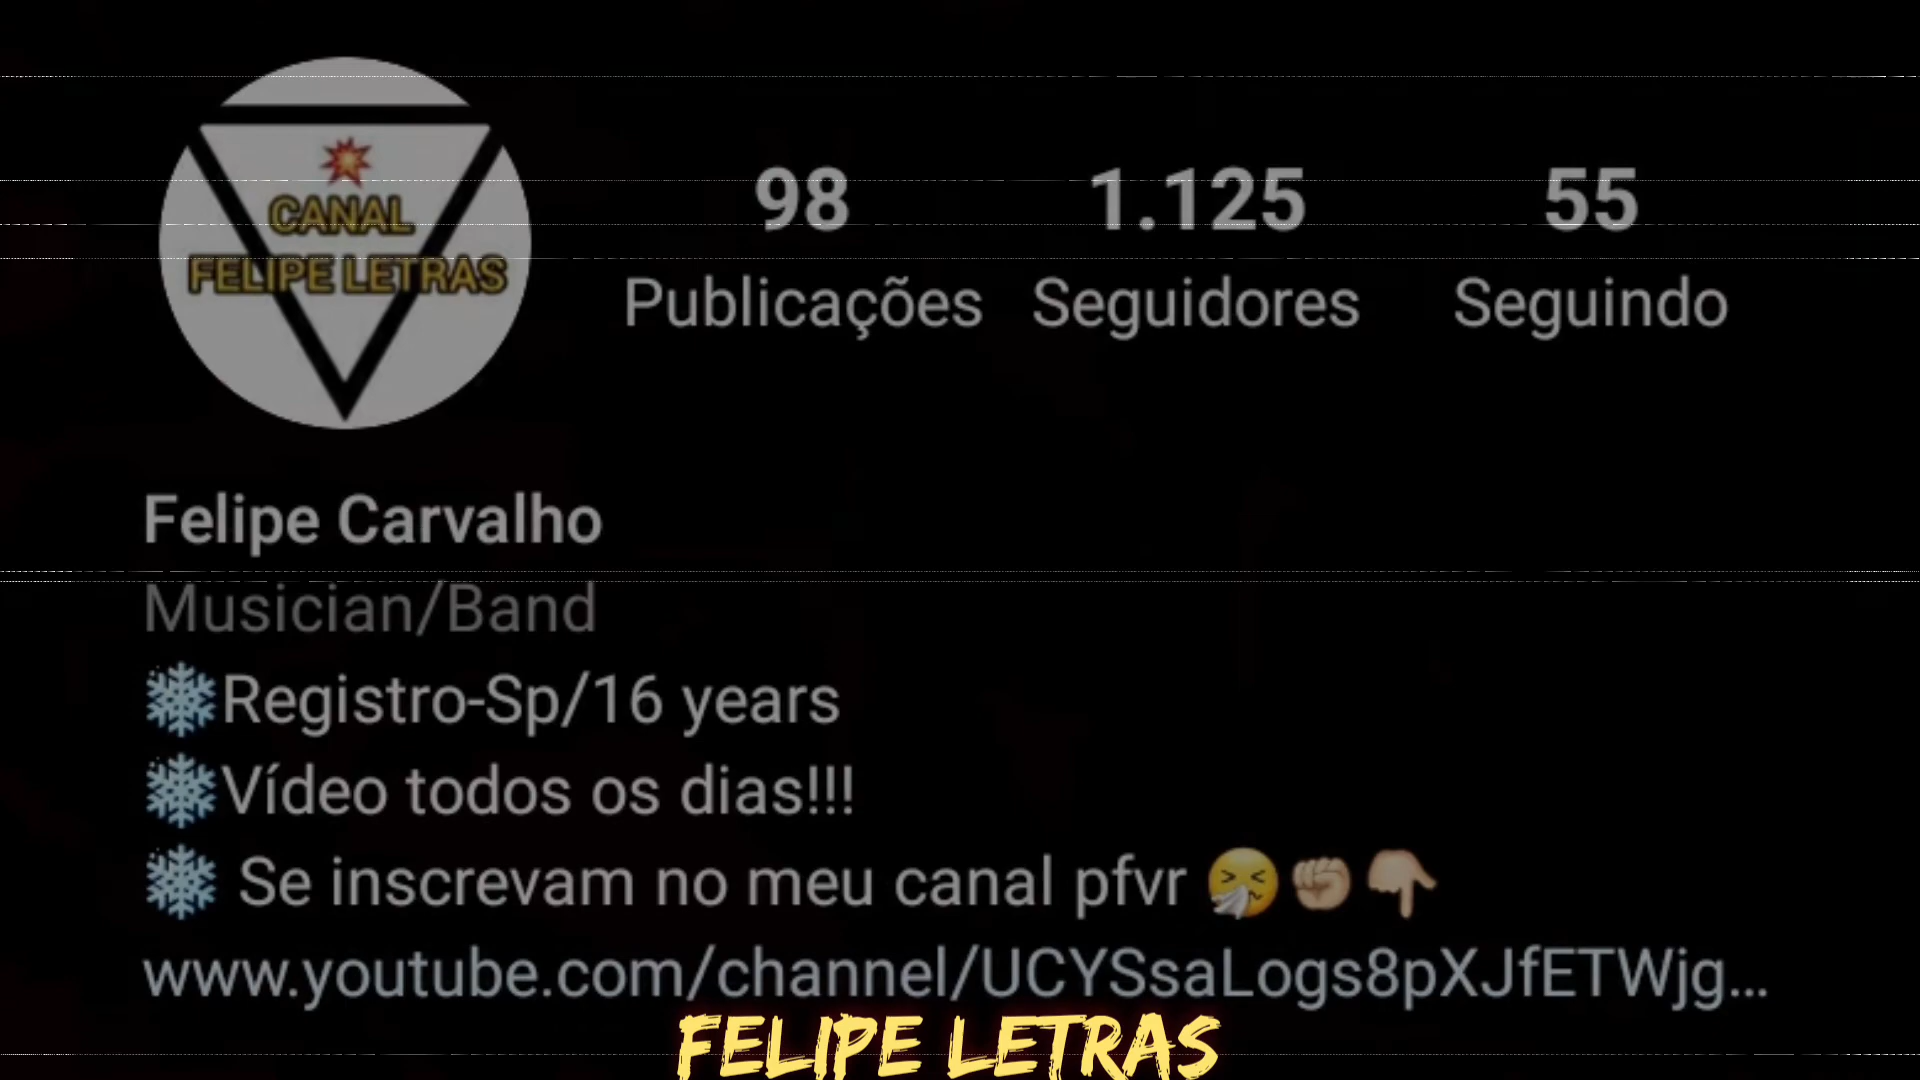 CANAL
FELIPE LETRAS
98 1.125 55
Publicações Seguidores Seguindo
Felipe Carvalho
Musician/Band
❄Registro-Sp/16 years
❄Vídeo todos os dias!!!
❄ Se inscrevam no meu canal pfvr 🤧✊🏼👇🏼
www.youtube.com/channel/UCYSsaLogs8pXJfETWjg...
FELIPE LETRAS